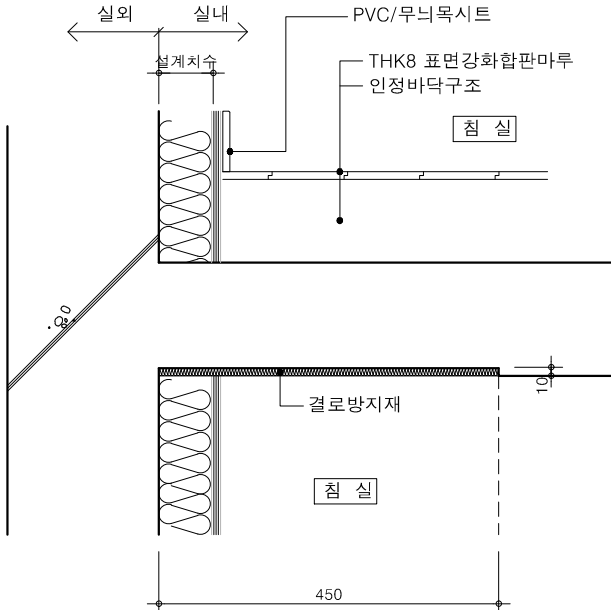 실외
실내
PVC/무늬목시트
설계치수
THK8 표면강화합판마루
인정바닥구조
침 실
10
결로방지재
침 실
450